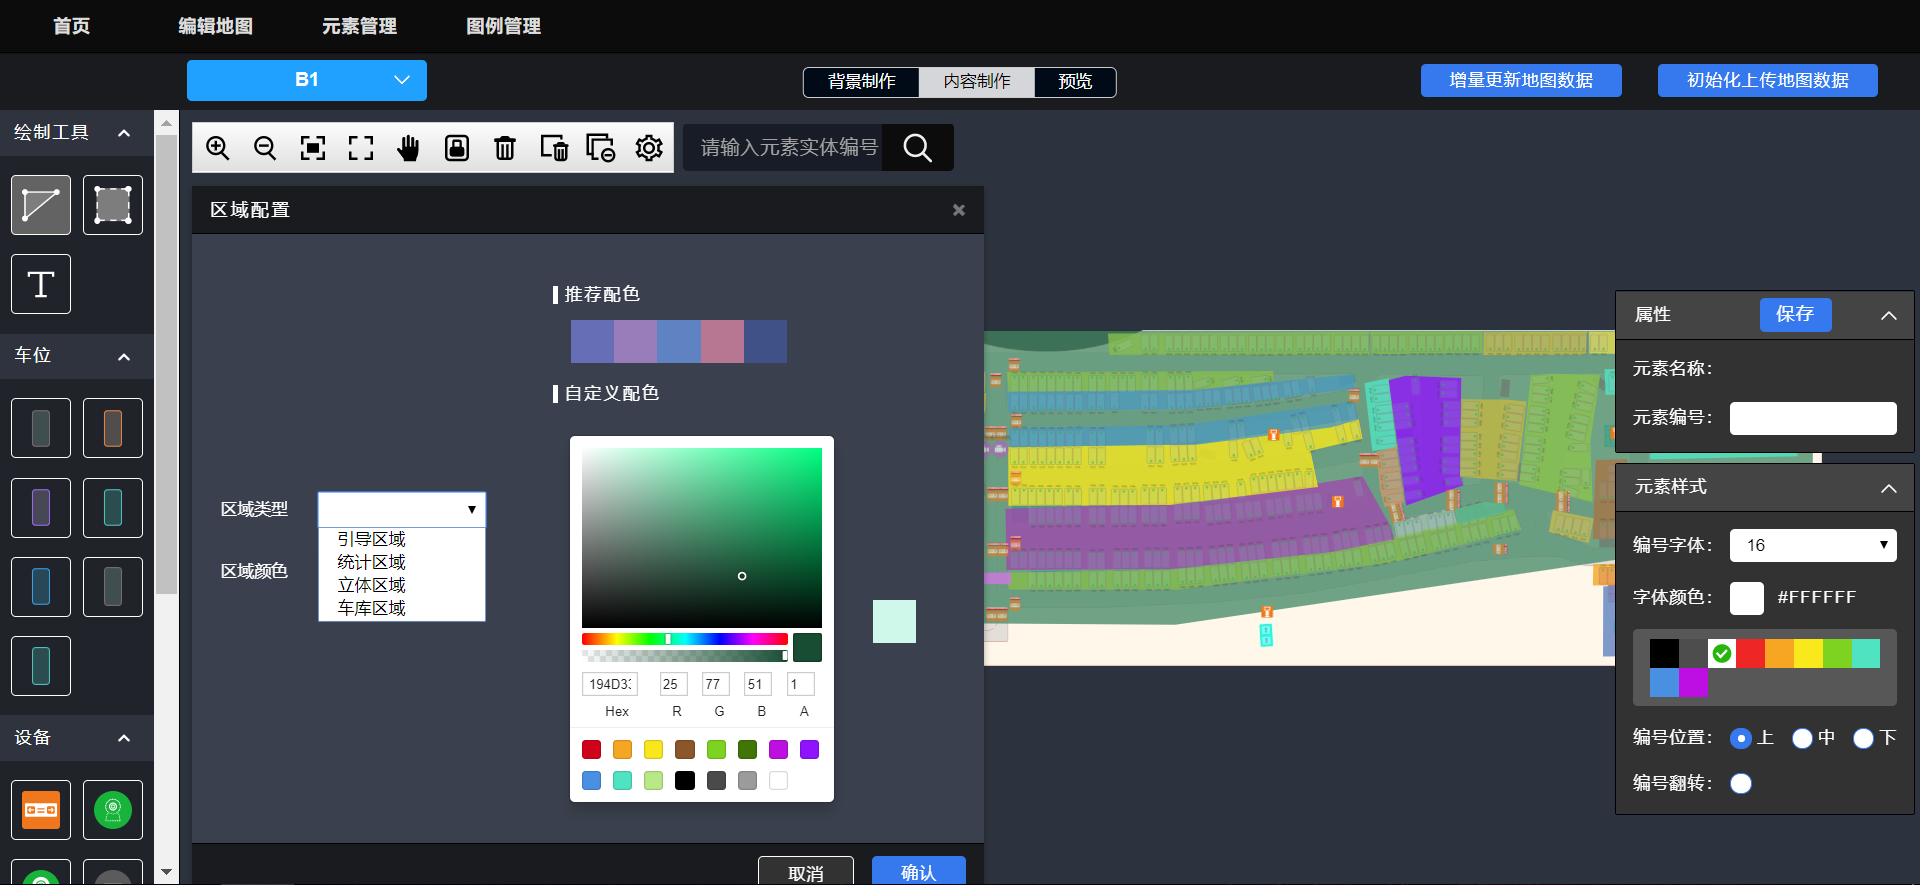 首页 编辑地图 元素管理 图例管理
B1 背景制作 内容制作 预览 增量更新地图数据 初始化上传地图数据
绘制工具
请输入元素实体编号
区域配置 ×
T
推荐配色
属性 保存
车位
元素名称：
自定义配色
元素编号：
元素样式
区域类型
引导区域
统计区域
立体区域
车库区域
区域颜色
编号字体： 16
字体颜色： #FFFFFF
194D33 25 77 51 1
Hex R G B A
设备
编号位置： 上 中 下
编号翻转：
取消 确认